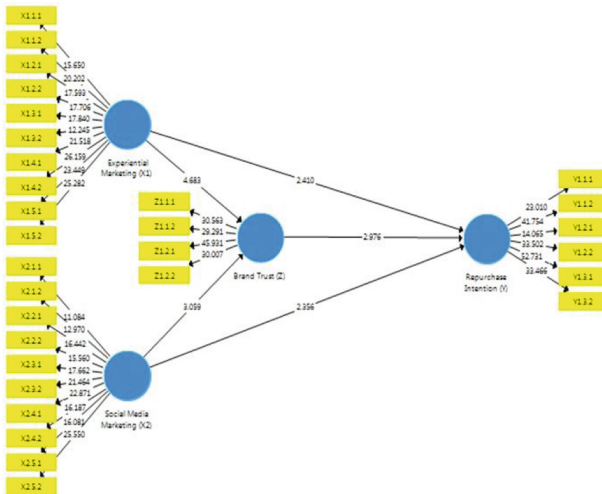 X1.1.1
X1.1.2
X1.2.1
X1.2.2
X1.3.1
X1.3.2
X1.4.1
X1.4.2
X1.5.1
X1.5.2
15.650
20.202
17.593
17.706
17.840
12.245
21.518
26.159
23.449
25.282
Experiential
Marketing (X1)
4.683
2.410
Z1.1.1
Z1.1.2
Z1.2.1
Z1.2.2
30.563
29.291
45.931
30.007
Brand Trust (Z)
2.976
3.059
2.356
X2.1.1
X2.1.2
X2.2.1
X2.2.2
X2.3.1
X2.3.2
X2.4.1
X2.4.2
X2.5.1
X2.5.2
11.084
12.970
16.442
15.560
17.662
21.464
22.871
16.187
16.081
25.550
Social Media
Marketing (X2)
Repurchase
Intention (Y)
23.010
41.754
14.065
33.502
52.731
33.466
Y1.1.1
Y1.1.2
Y1.2.1
Y1.2.2
Y1.3.1
Y1.3.2